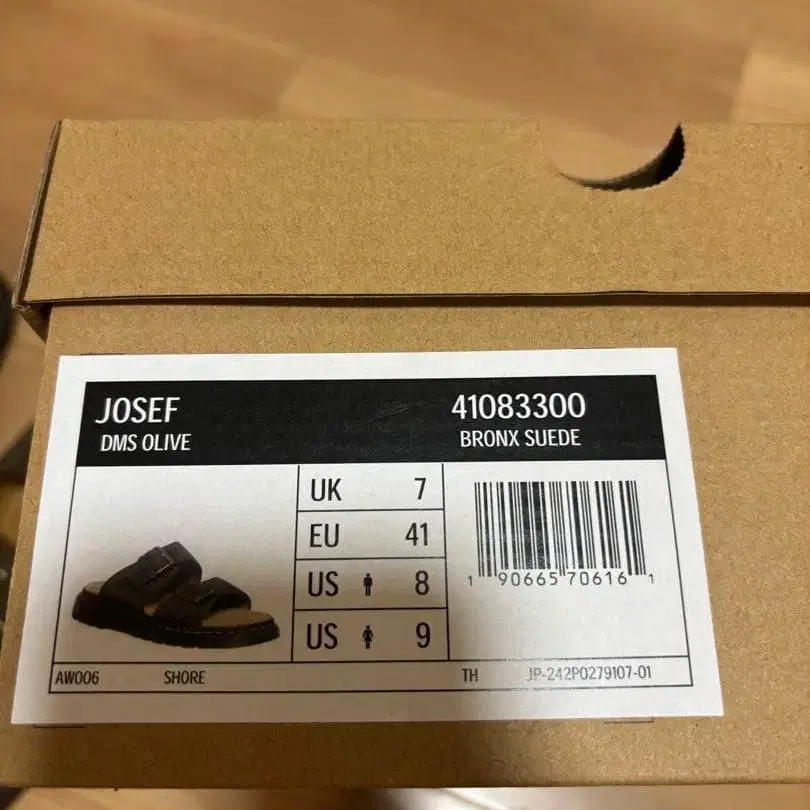 JOSEF 41083300
DMS OLIVE BRONX SUEDE
UK 7
EU 41
US 8
US 9
1 90665 70616 1
AW006 SHORE TH JP-242P0279107-01